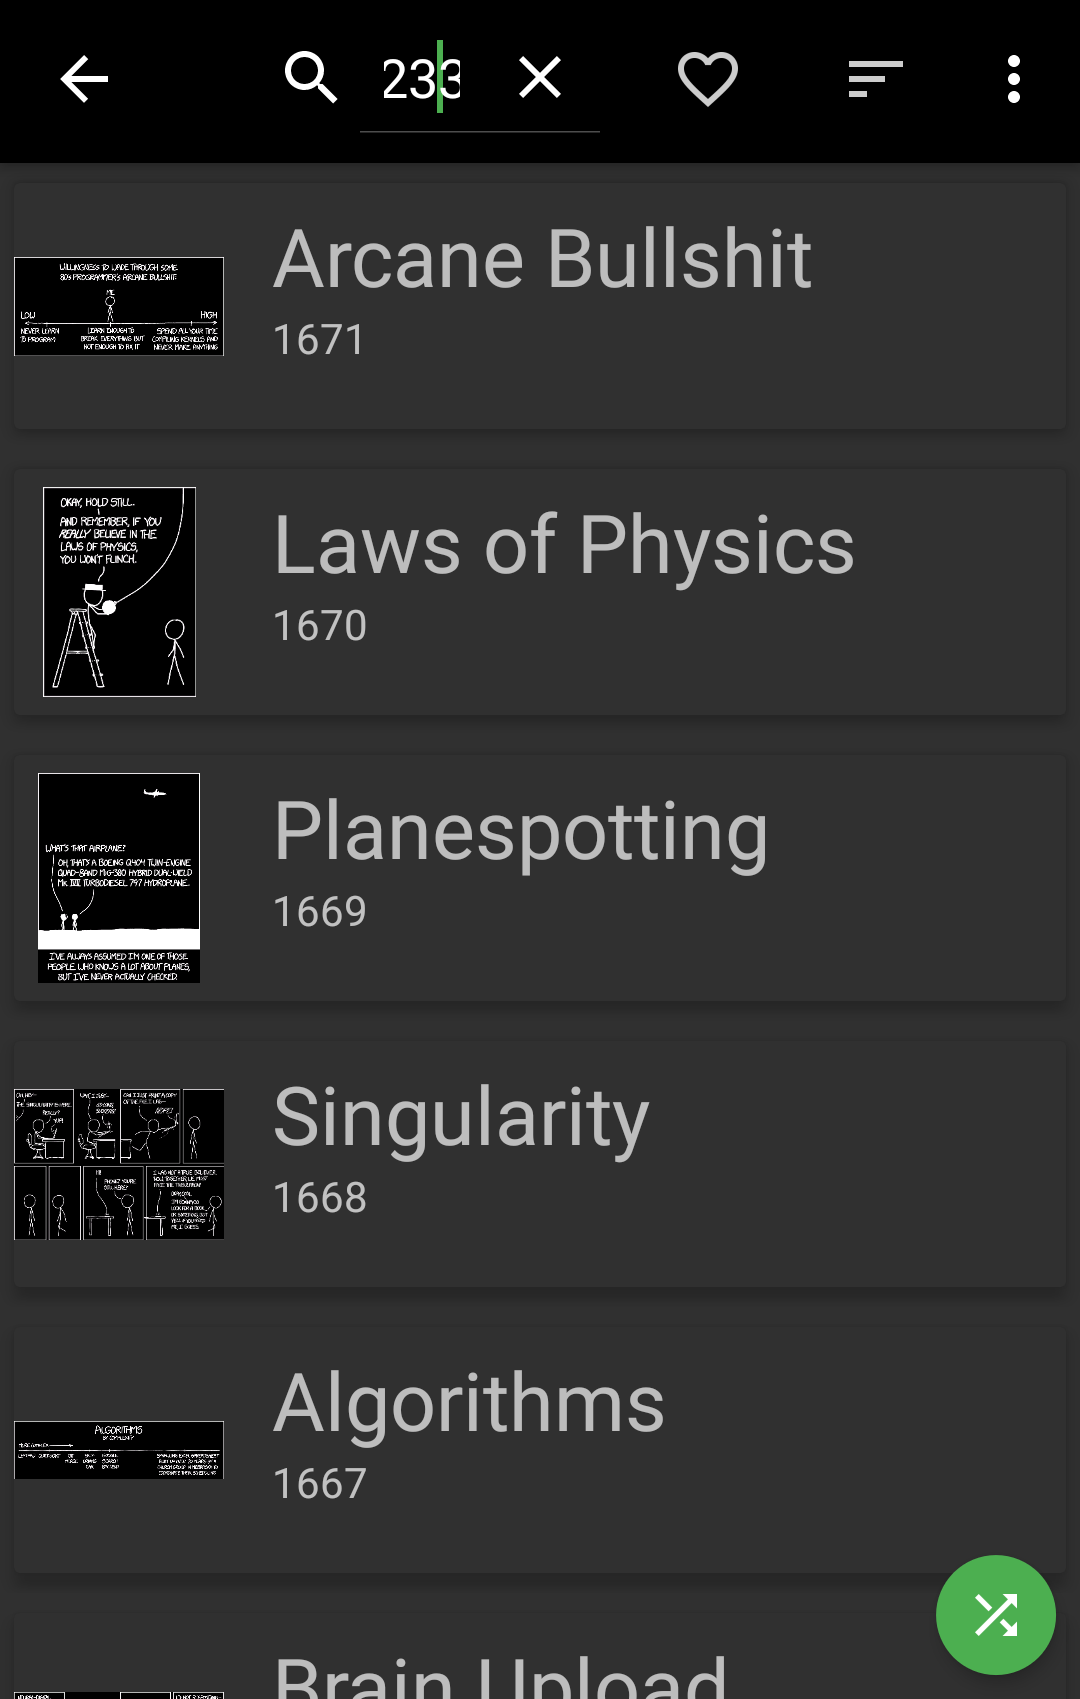 233
Arcane Bullshit
1671
WILLINGNESS TO WADE THROUGH SOME
80s PROGRAMMER'S ARCANE BULLSHIT:
ME
LOW HIGH
NEVER LEARN
TO PROGRAM
LEARN ENOUGH TO
BREAK EVERYTHING BUT
NOT ENOUGH TO FIX IT
SPEND ALL YOUR TIME
COMPILING KERNELS AND
NEVER MAKE ANYTHING
Laws of Physics
1670
OKAY, HOLD STILL.
AND REMEMBER, IF YOU
REALLY BELIEVE IN THE
LAWS OF PHYSICS,
YOU WON'T FLINCH.
Planespotting
1669
WHAT'S THAT AIRPLANE?
OH, THAT'S A BOEING Q404 TWIN-ENGINE
QUAD-BAND MIG-380 HYBRID DUAL-WIELD
TURBODIESEL 797 HYDROPLANE.
I'VE ALWAYS ASSUMED I'M ONE OF THOSE
PEOPLE WHO KNOWS A LOT ABOUT PLANES,
BUT I'VE NEVER ACTUALLY CHECKED.
Singularity
1668
Algorithms
1667
ALGORITHMS
Brain Upload